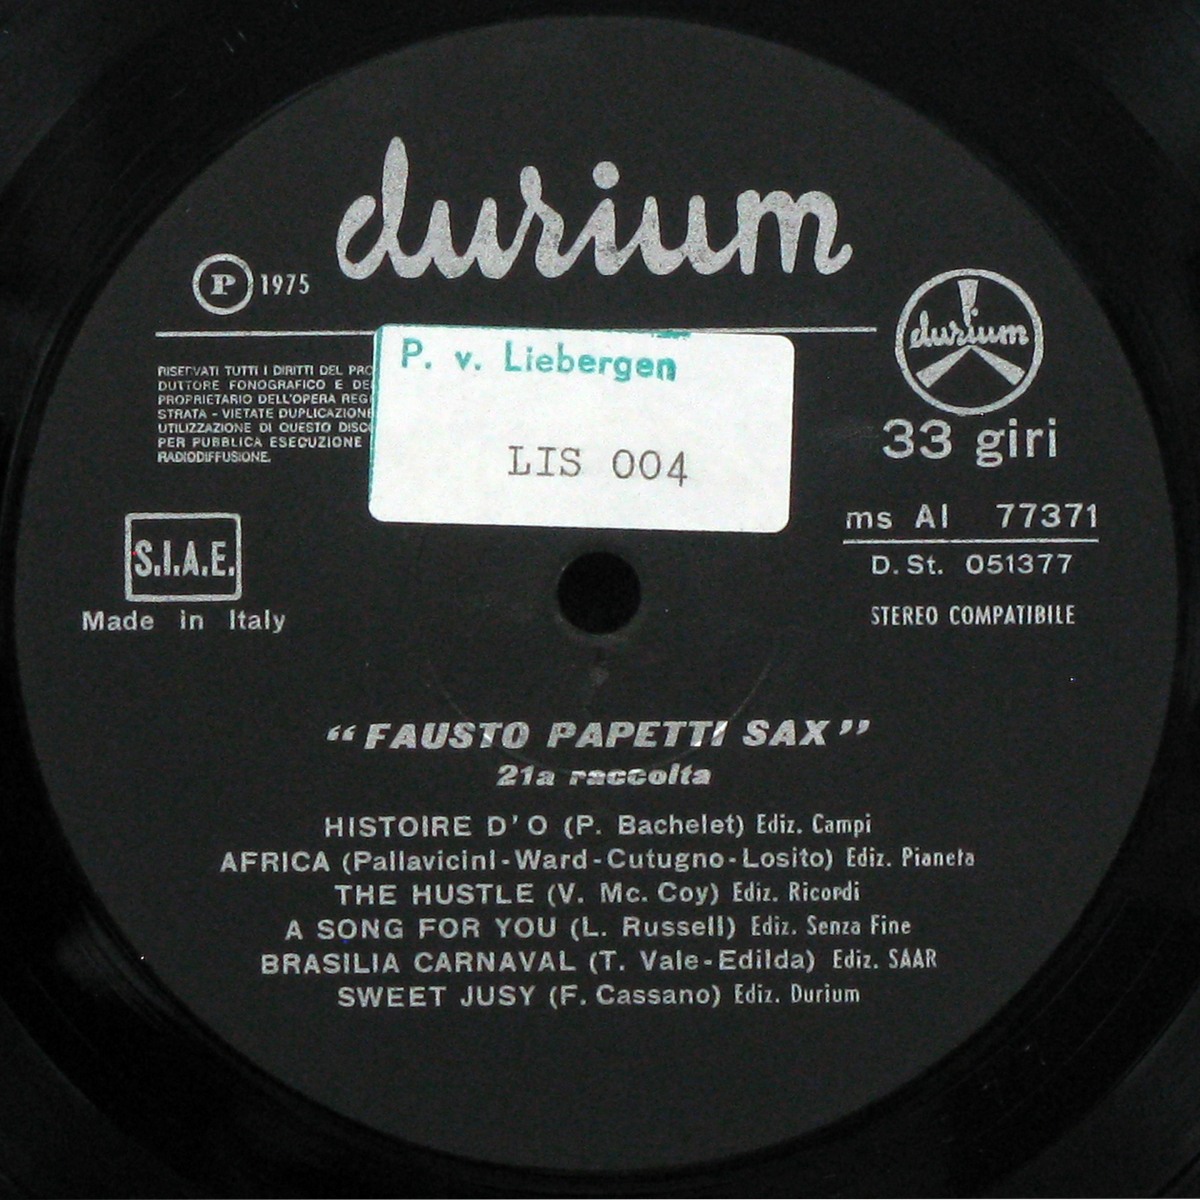 durium
P 1975
durium
P. v. Liebergen
LIS 004
RISERVATI TUTTI I DIRITTI DEL PRO
DUTTORE FONOGRAFICO E DE
PROPRIETARIO DELL'OPERA REG
STRATA - VIETATE DUPLICAZIONE
UTILIZZAZIONE DI QUESTO DISCO
PER PUBBLICA ESECUZIONE
RADIODIFFUSIONE.
33 giri
ms AI 77371
D. St. 051377
STEREO COMPATIBILE
S.I.A.E.
Made in Italy
“FAUSTO PAPETTI SAX”
21a raccolta
HISTOIRE D'O (P. Bachelet) Ediz. Campi
AFRICA (Pallavicini-Ward-Cutugno-Losito) Ediz. Pianeta
THE HUSTLE (V. Mc. Coy) Ediz. Ricordi
A SONG FOR YOU (L. Russell) Ediz. Senza Fine
BRASILIA CARNAVAL (T. Vale-Edilda) Ediz. SAAR
SWEET JUSY (F. Cassano) Ediz. Durium